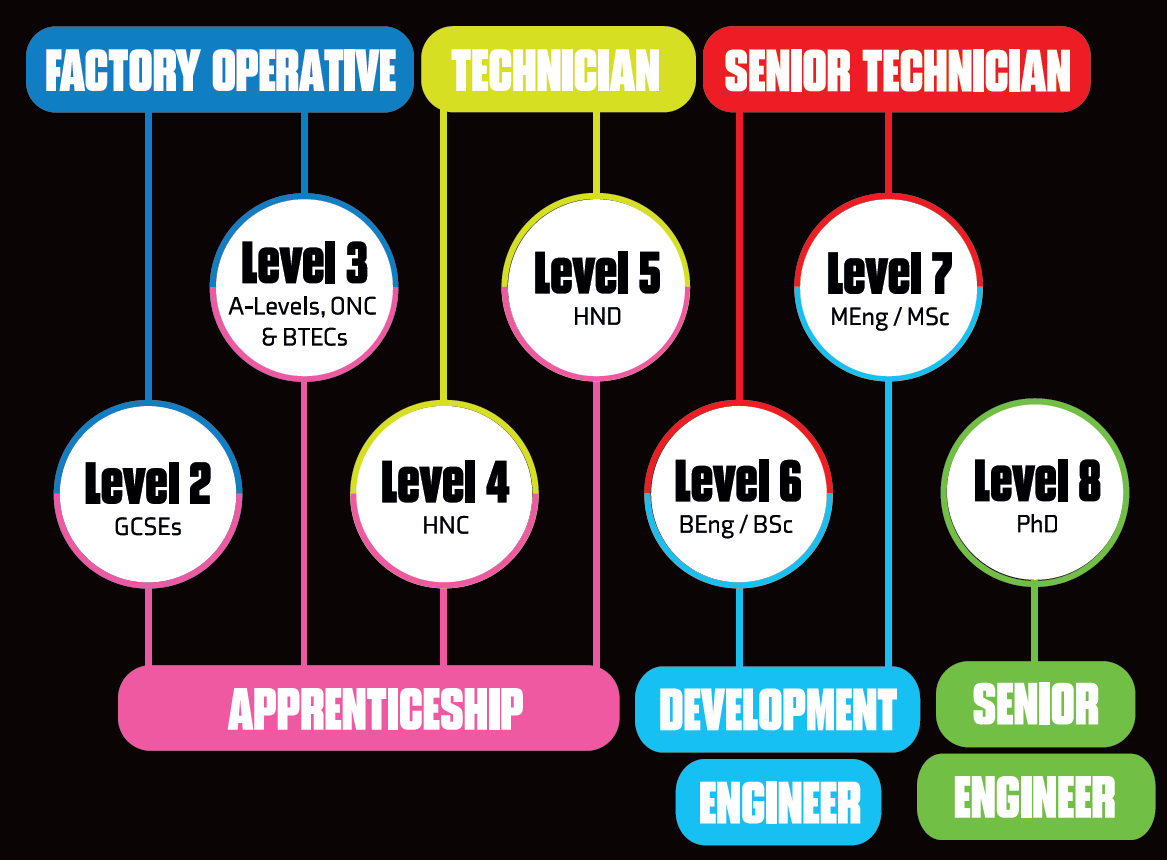 FACTORY OPERATIVE
TECHNICIAN
SENIOR TECHNICIAN
Level 3
A-Levels, ONC
& BTECs
Level 5
HND
Level 7
MEng / MSc
Level 2
GCSEs
Level 4
HNC
Level 6
BEng / BSc
Level 8
PhD
APPRENTICESHIP
DEVELOPMENT
ENGINEER
SENIOR
ENGINEER